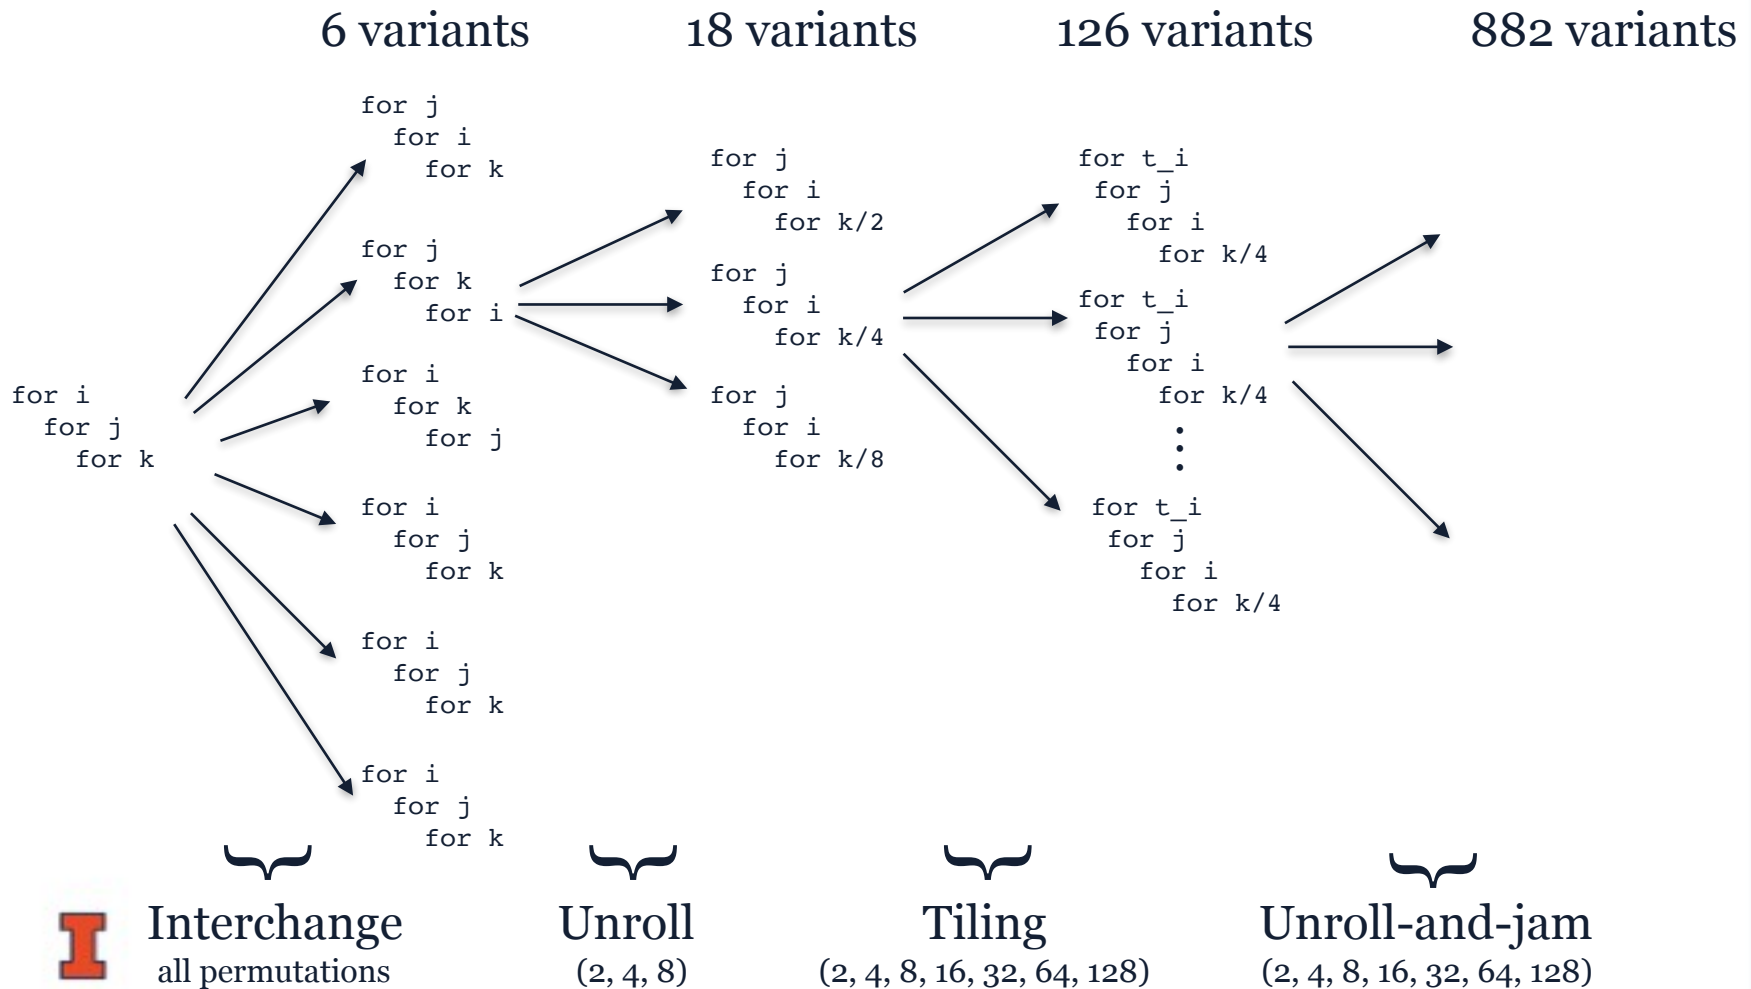 6 variants
18 variants
126 variants
882 variants
for i
for j
for k
for j
for i
for k
for j
for k
for i
for i
for k
for j
for i
for j
for k
for i
for j
for k
for i
for j
for k
for j
for i
for k/2
for j
for i
for k/4
for j
for i
for k/8
for t_i
for j
for i
for k/4
for t_i
for j
for i
for k/4
for t_i
for j
for i
for k/4
I
Interchange
all permutations
Unroll
(2, 4, 8)
Tiling
(2, 4, 8, 16, 32, 64, 128)
Unroll-and-jam
(2, 4, 8, 16, 32, 64, 128)